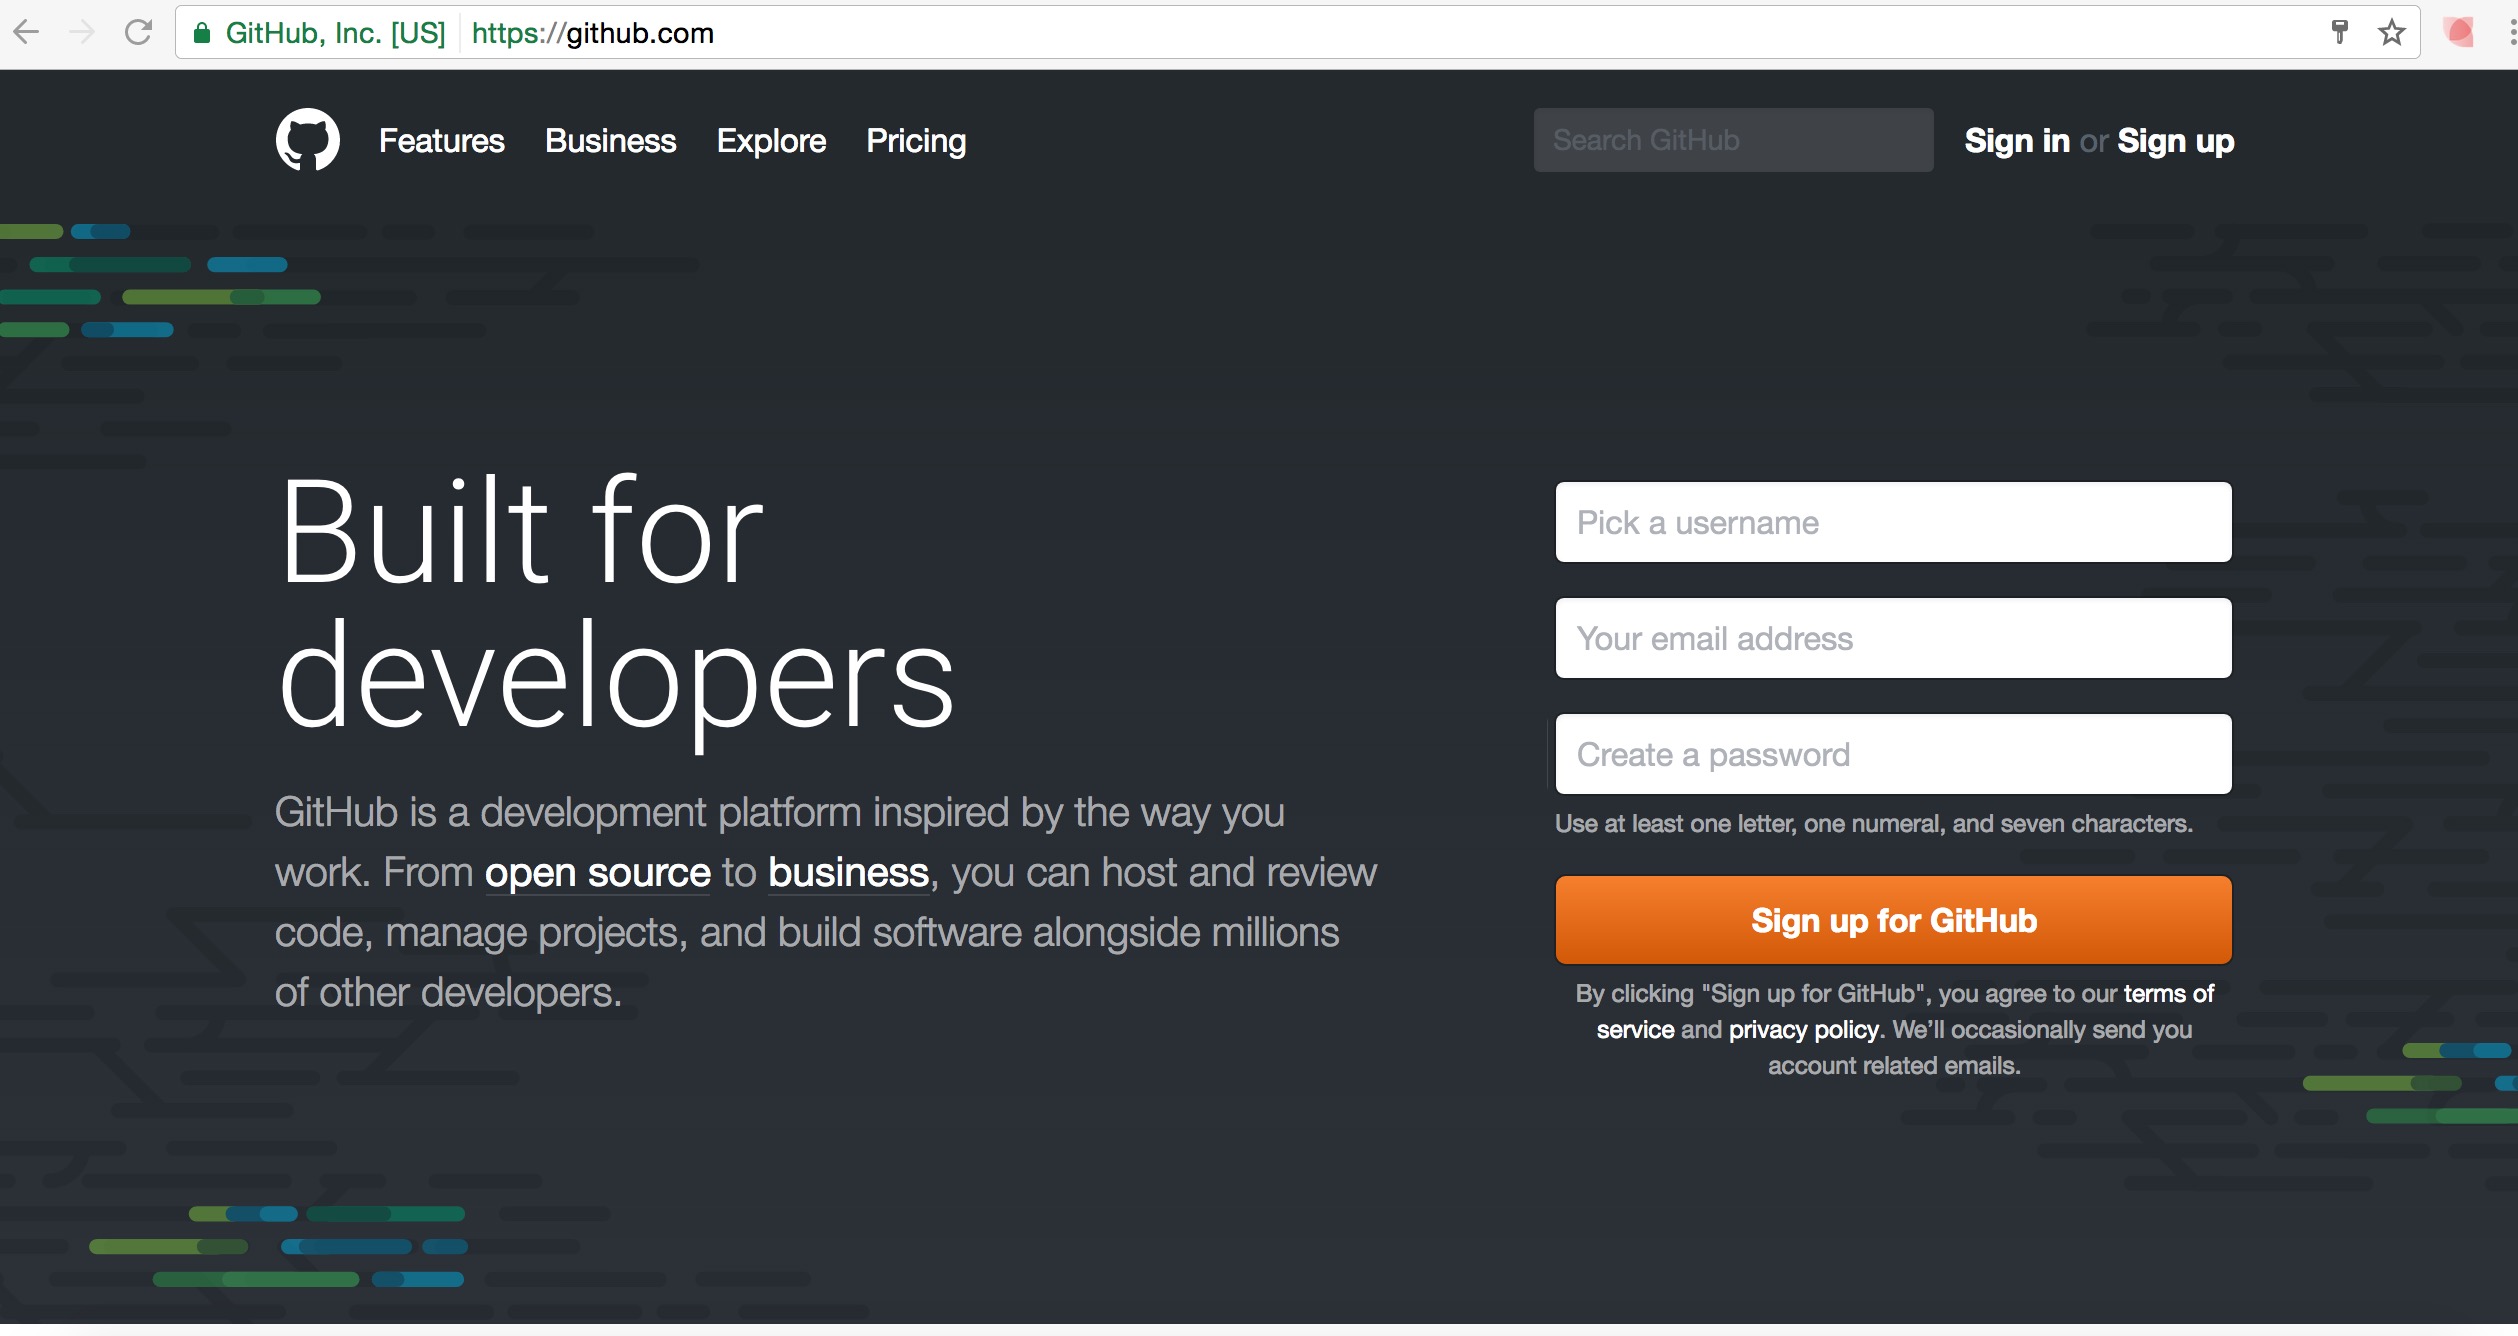 GitHub, Inc. [US] https://github.com
Features Business Explore Pricing Search GitHub Sign in or Sign up
Built for
developers
GitHub is a development platform inspired by the way you
work. From open source to business, you can host and review
code, manage projects, and build software alongside millions
of other developers.
Pick a username
Your email address
Create a password
Use at least one letter, one numeral, and seven characters.
Sign up for GitHub
By clicking "Sign up for GitHub", you agree to our terms of
service and privacy policy. We’ll occasionally send you
account related emails.